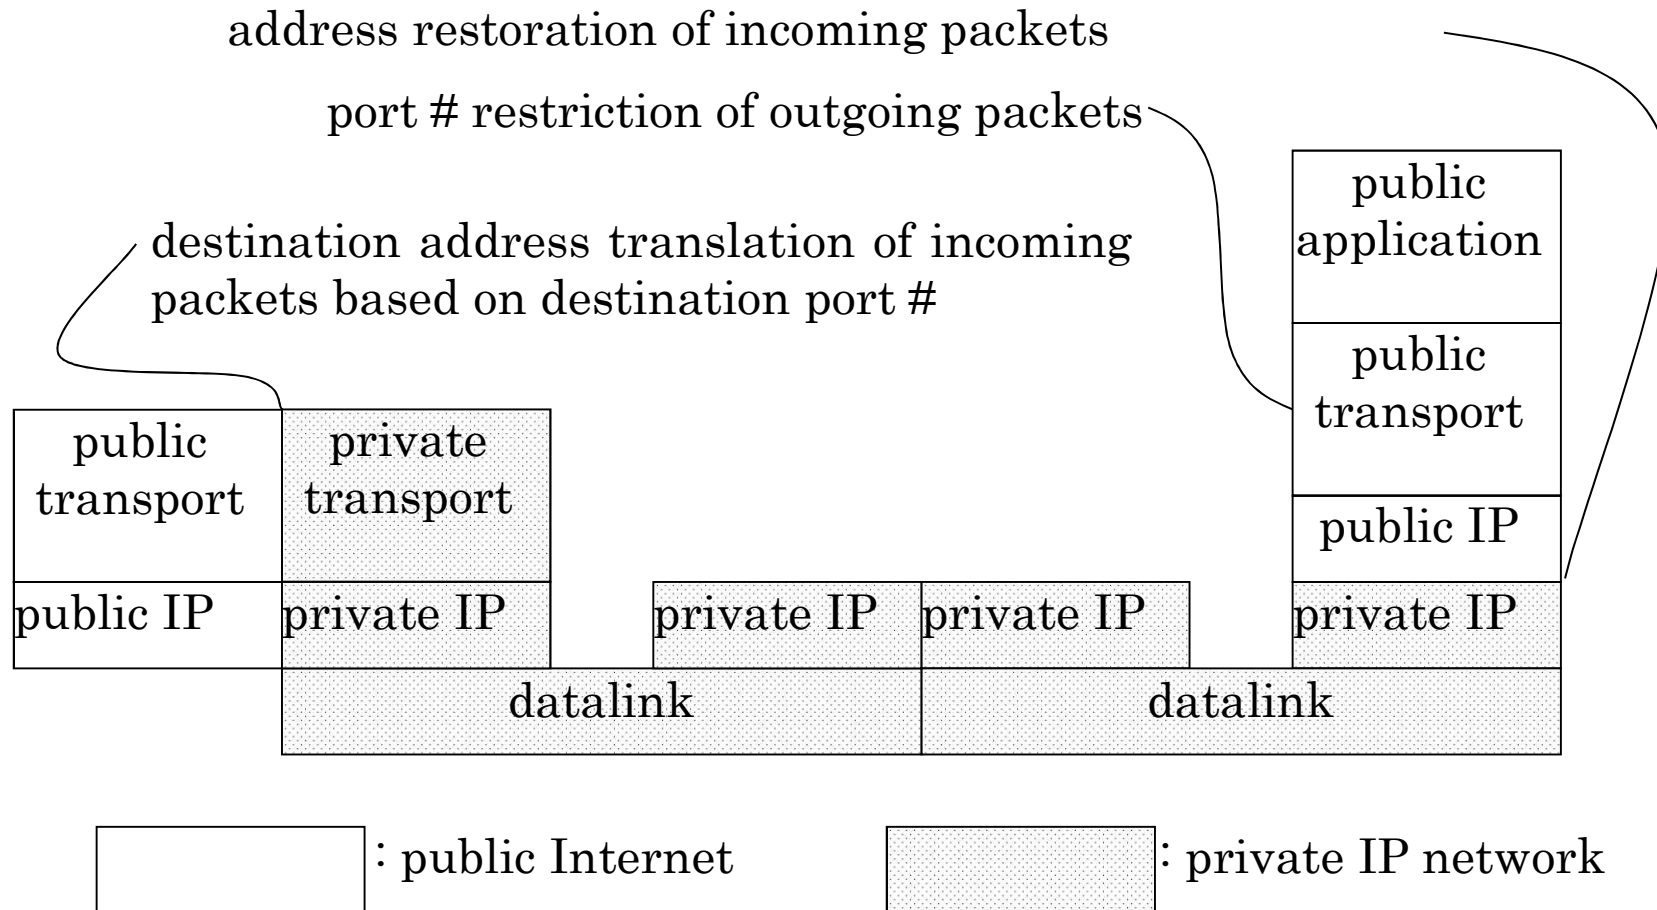 address restoration of incoming packets
port # restriction of outgoing packets
destination address translation of incoming
packets based on destination port #
public
application
public
transport
public IP
private IP
public
transport
private
transport
public IP
private IP
private IP
private IP
datalink
datalink
: public Internet
: private IP network